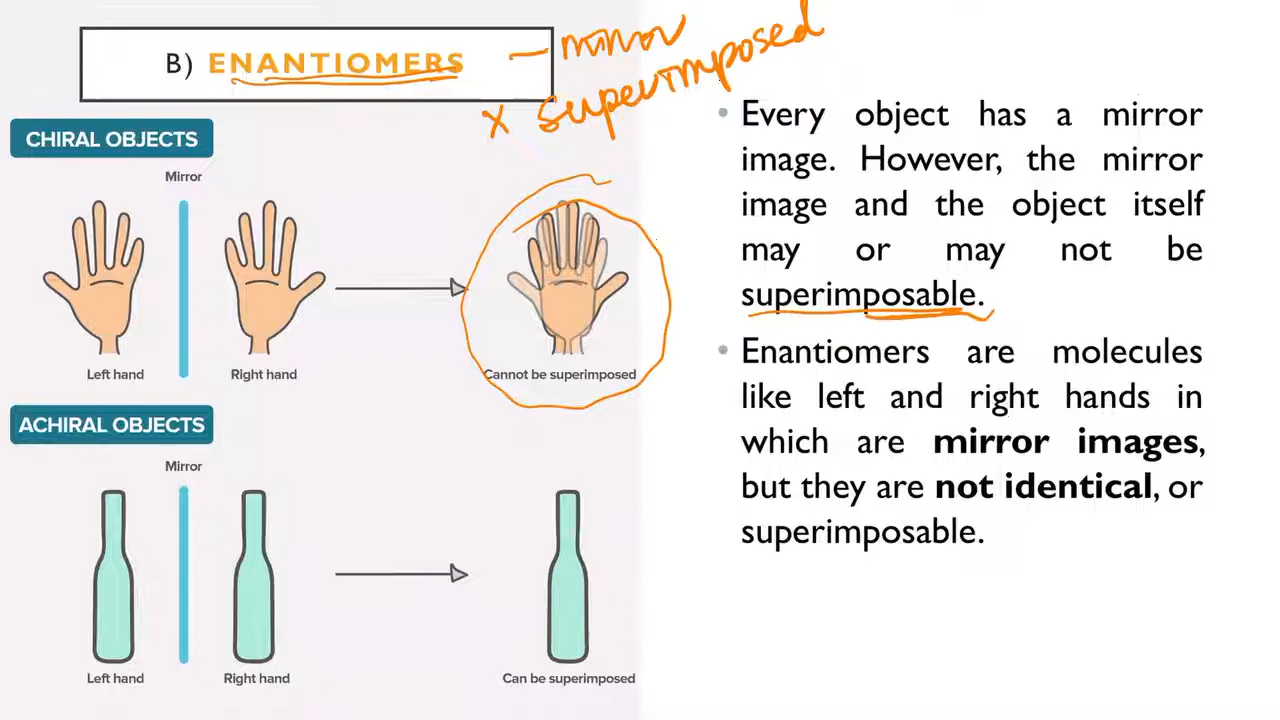 B) ENANTIOMERS
— mirror
x superimposed
CHIRAL OBJECTS
Mirror
Left hand
Right hand
Cannot be superimposed
ACHIRAL OBJECTS
Mirror
Left hand
Right hand
Can be superimposed
• Every object has a mirror
image. However, the mirror
image and the object itself
may or may not be
superimposable.
• Enantiomers are molecules
like left and right hands in
which are mirror images,
but they are not identical, or
superimposable.